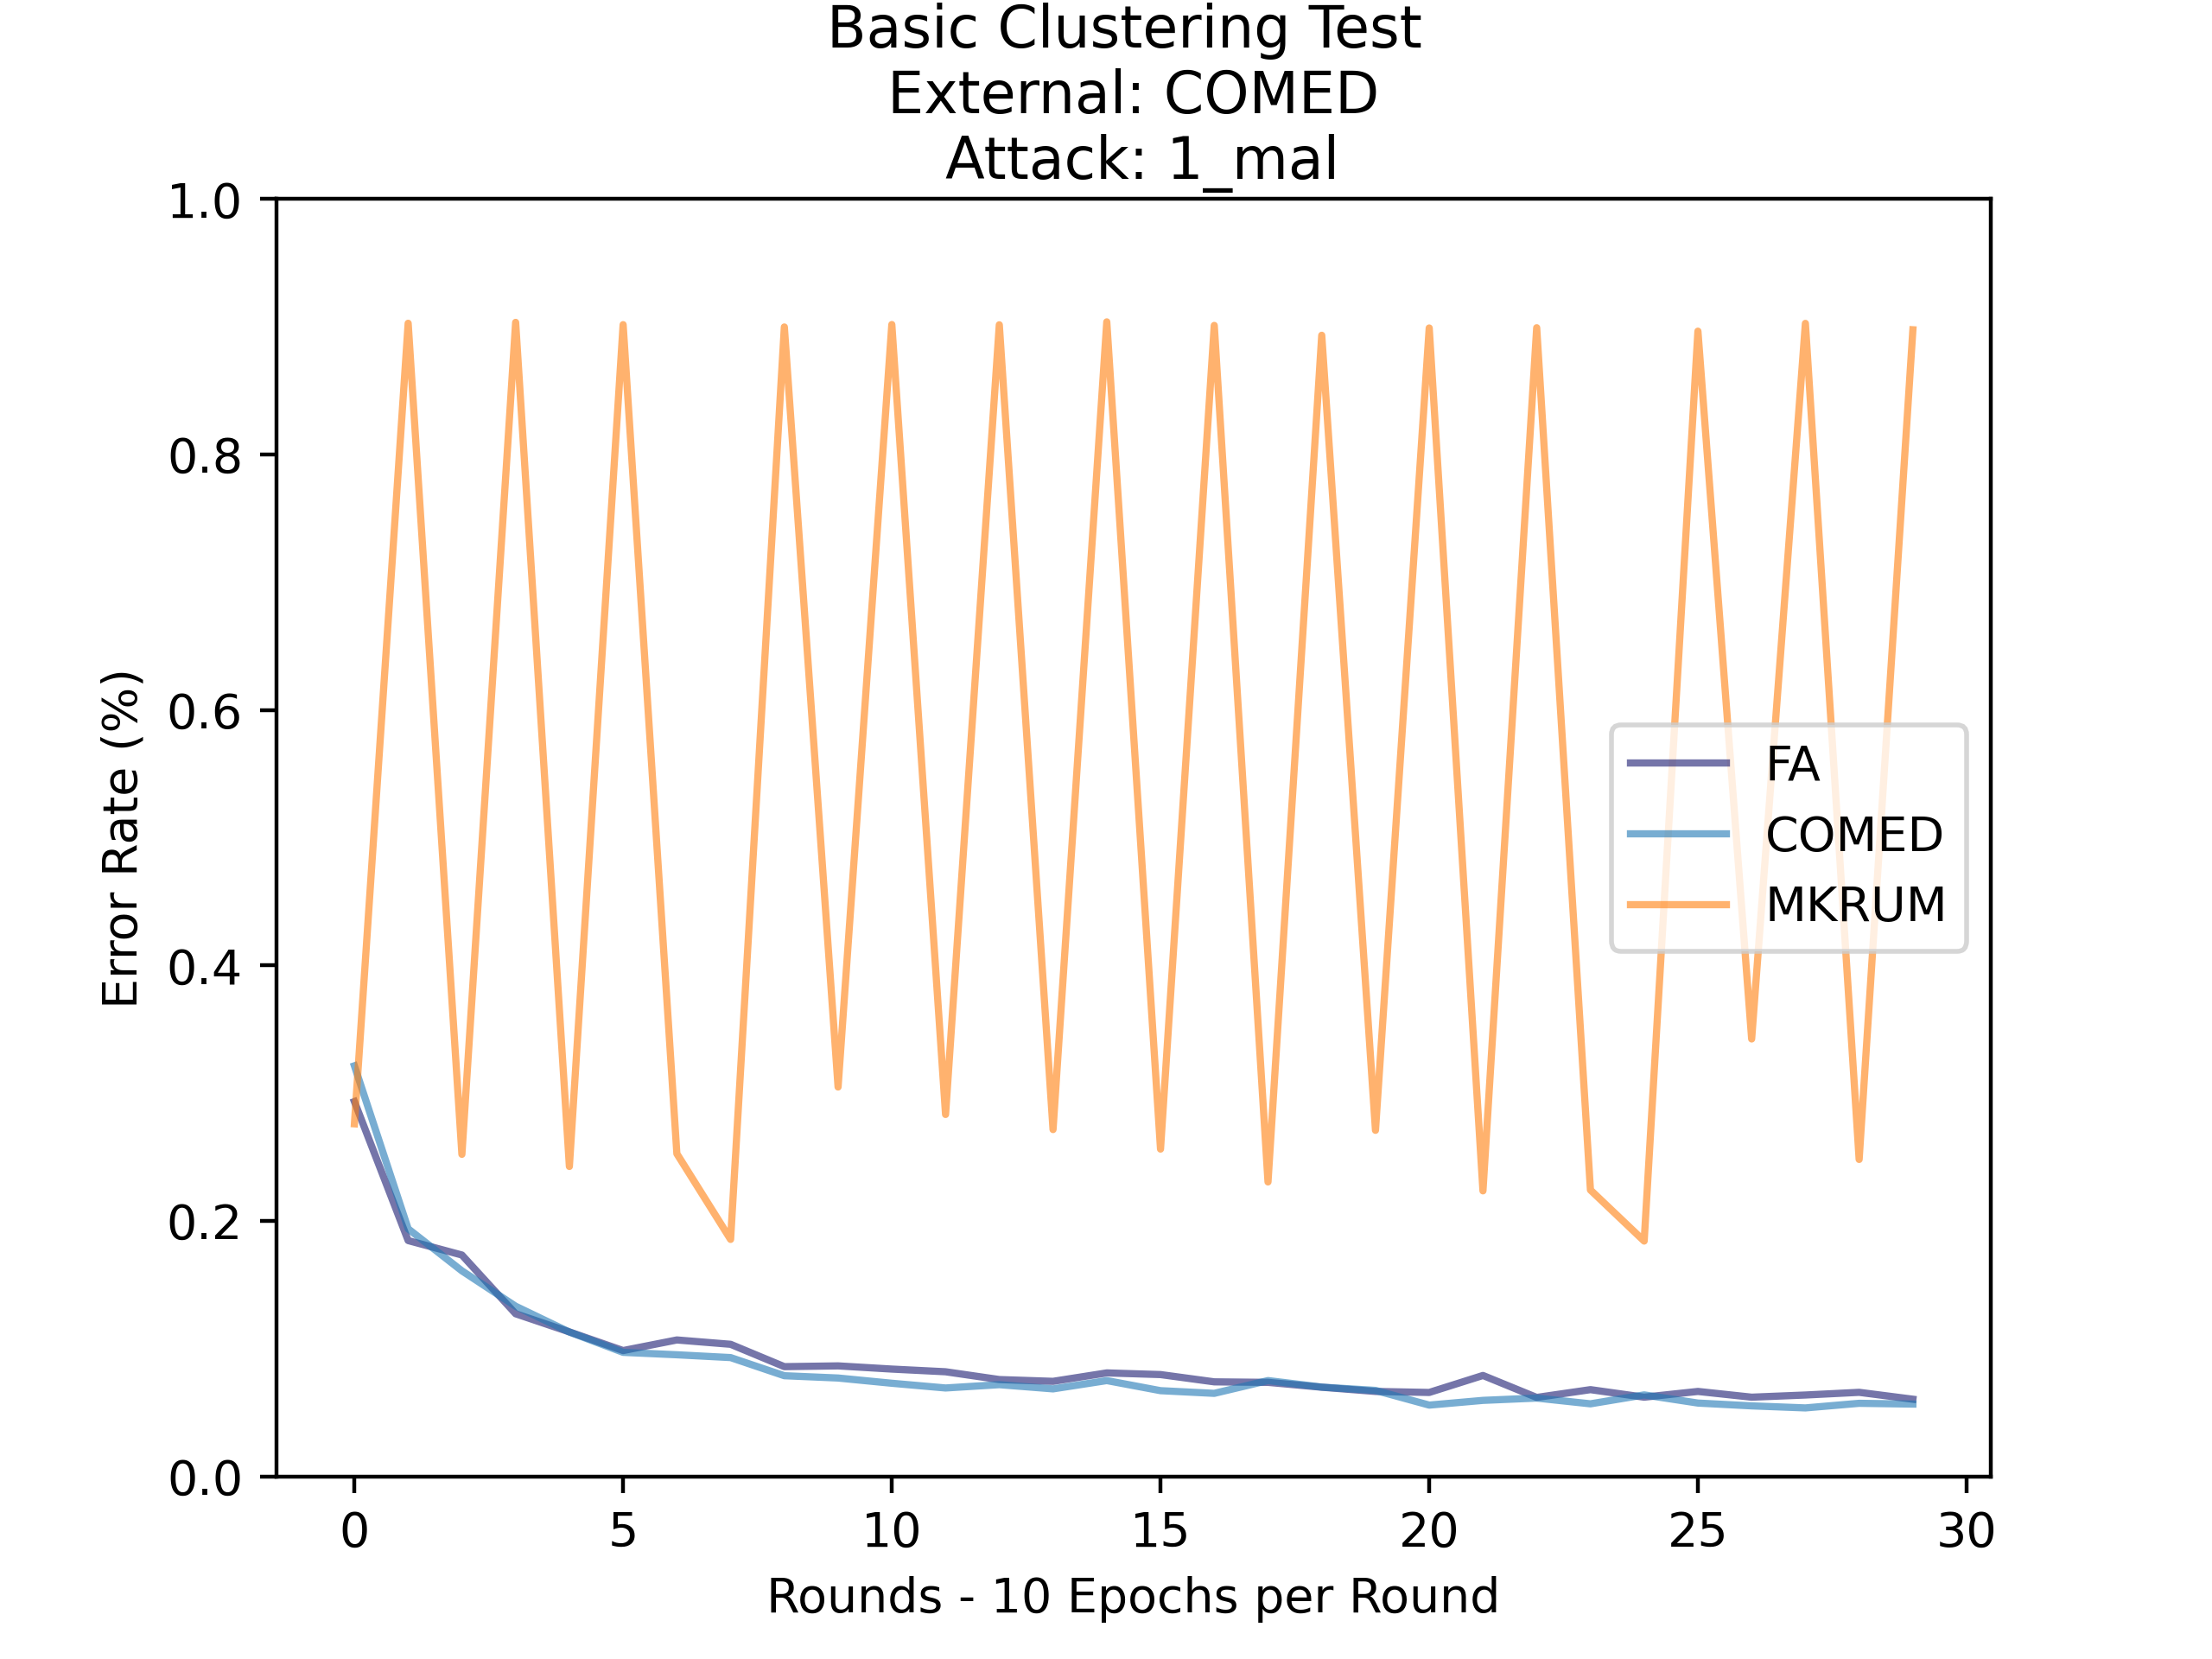 Basic Clustering Test
External: COMED
Attack: 1_mal
1.0
0.8
0.6
0.4
0.2
0.0
Error Rate (%)
FA
COMED
MKRUM
0 5 10 15 20 25 30
Rounds - 10 Epochs per Round